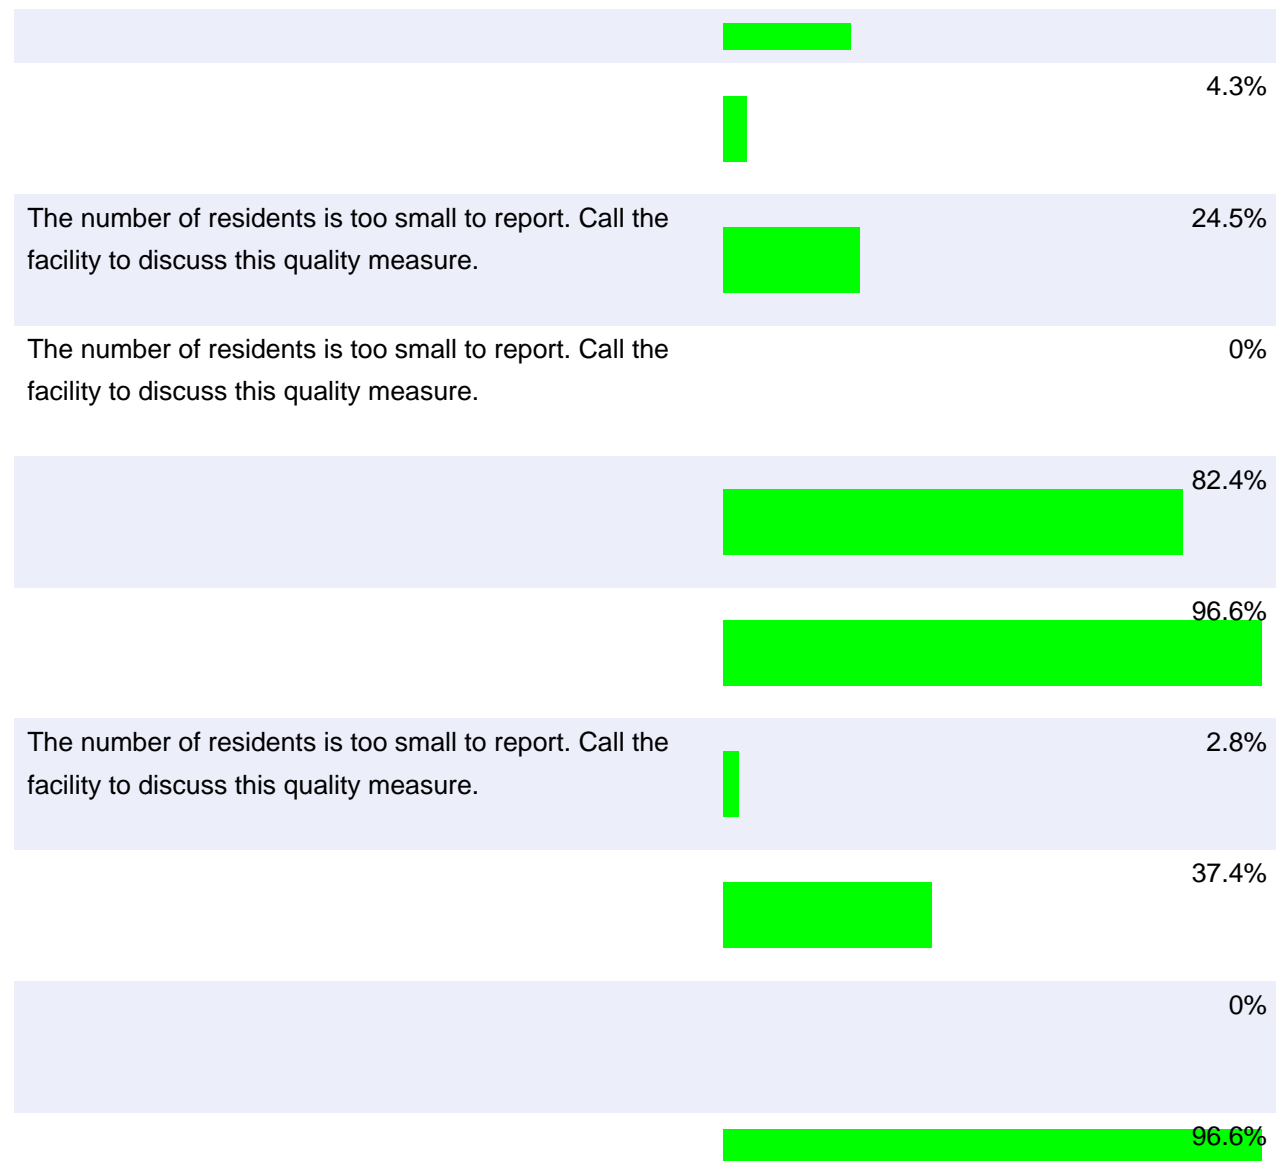 4.3%
The number of residents is too small to report. Call the
facility to discuss this quality measure.
24.5%
The number of residents is too small to report. Call the
facility to discuss this quality measure.
0%
82.4%
96.6%
The number of residents is too small to report. Call the
facility to discuss this quality measure.
2.8%
37.4%
0%
96.6%